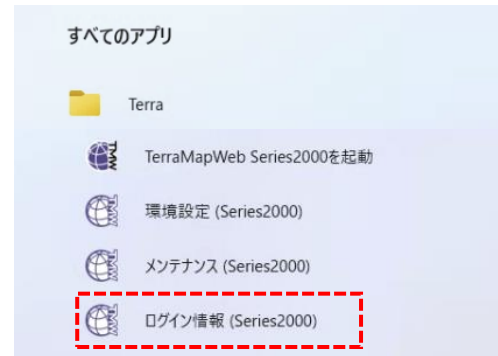 すべてのアプリ
Terra
TerraMapWeb Series2000を起動
環境設定 (Series2000)
メンテナンス (Series2000)
ログイン情報 (Series2000)